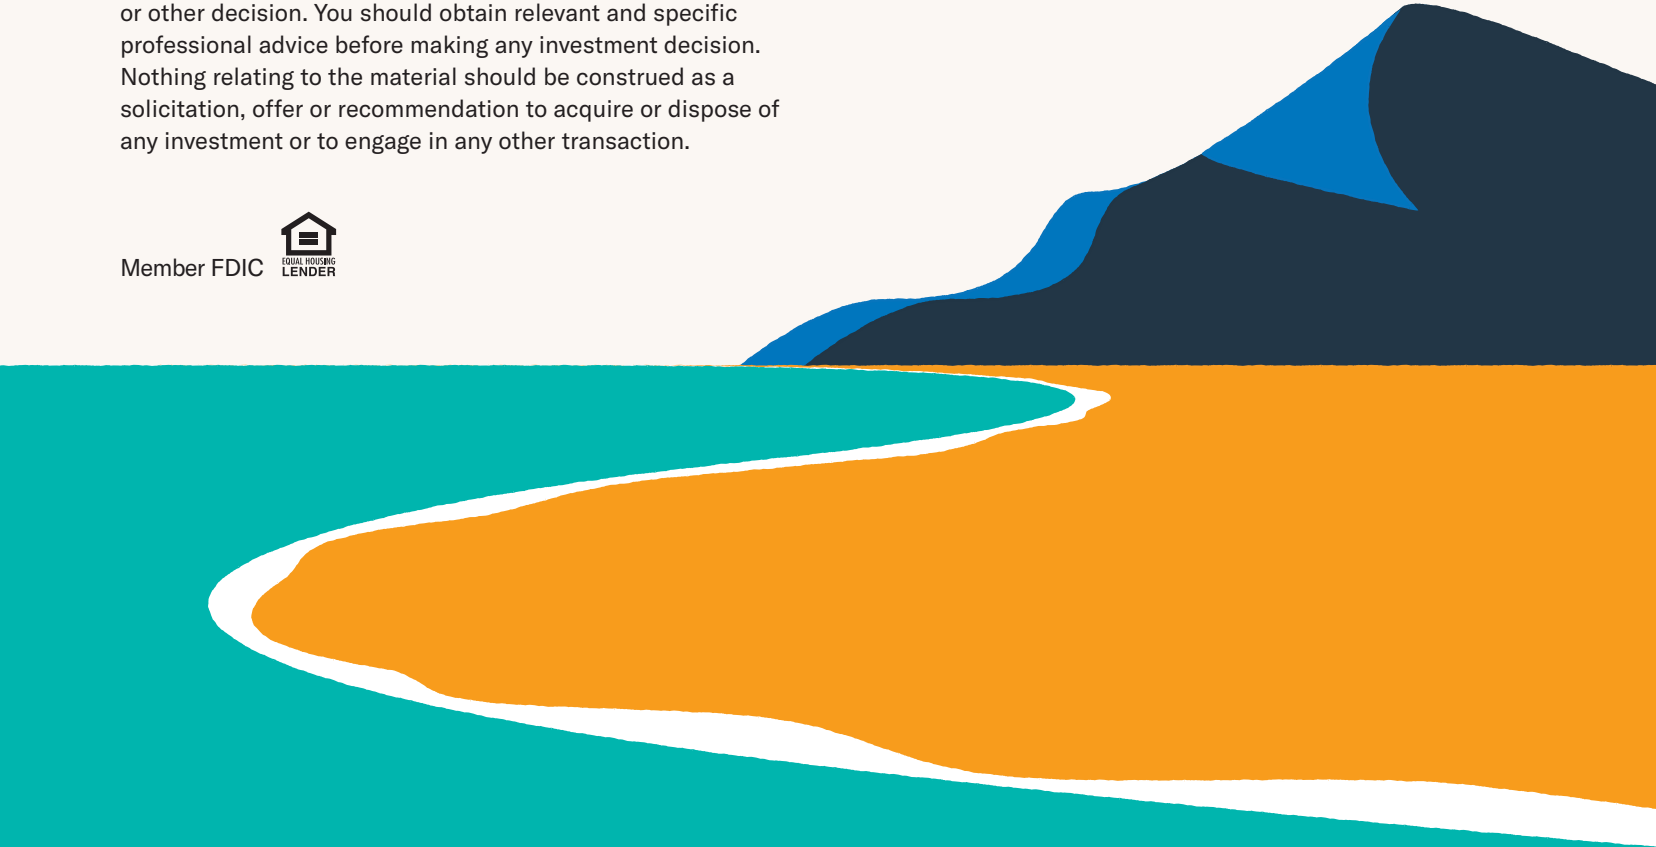 or other decision. You should obtain relevant and specific
professional advice before making any investment decision.
Nothing relating to the material should be construed as a
solicitation, offer or recommendation to acquire or dispose of
any investment or to engage in any other transaction.
Member FDIC
EQUAL HOUSING
LENDER